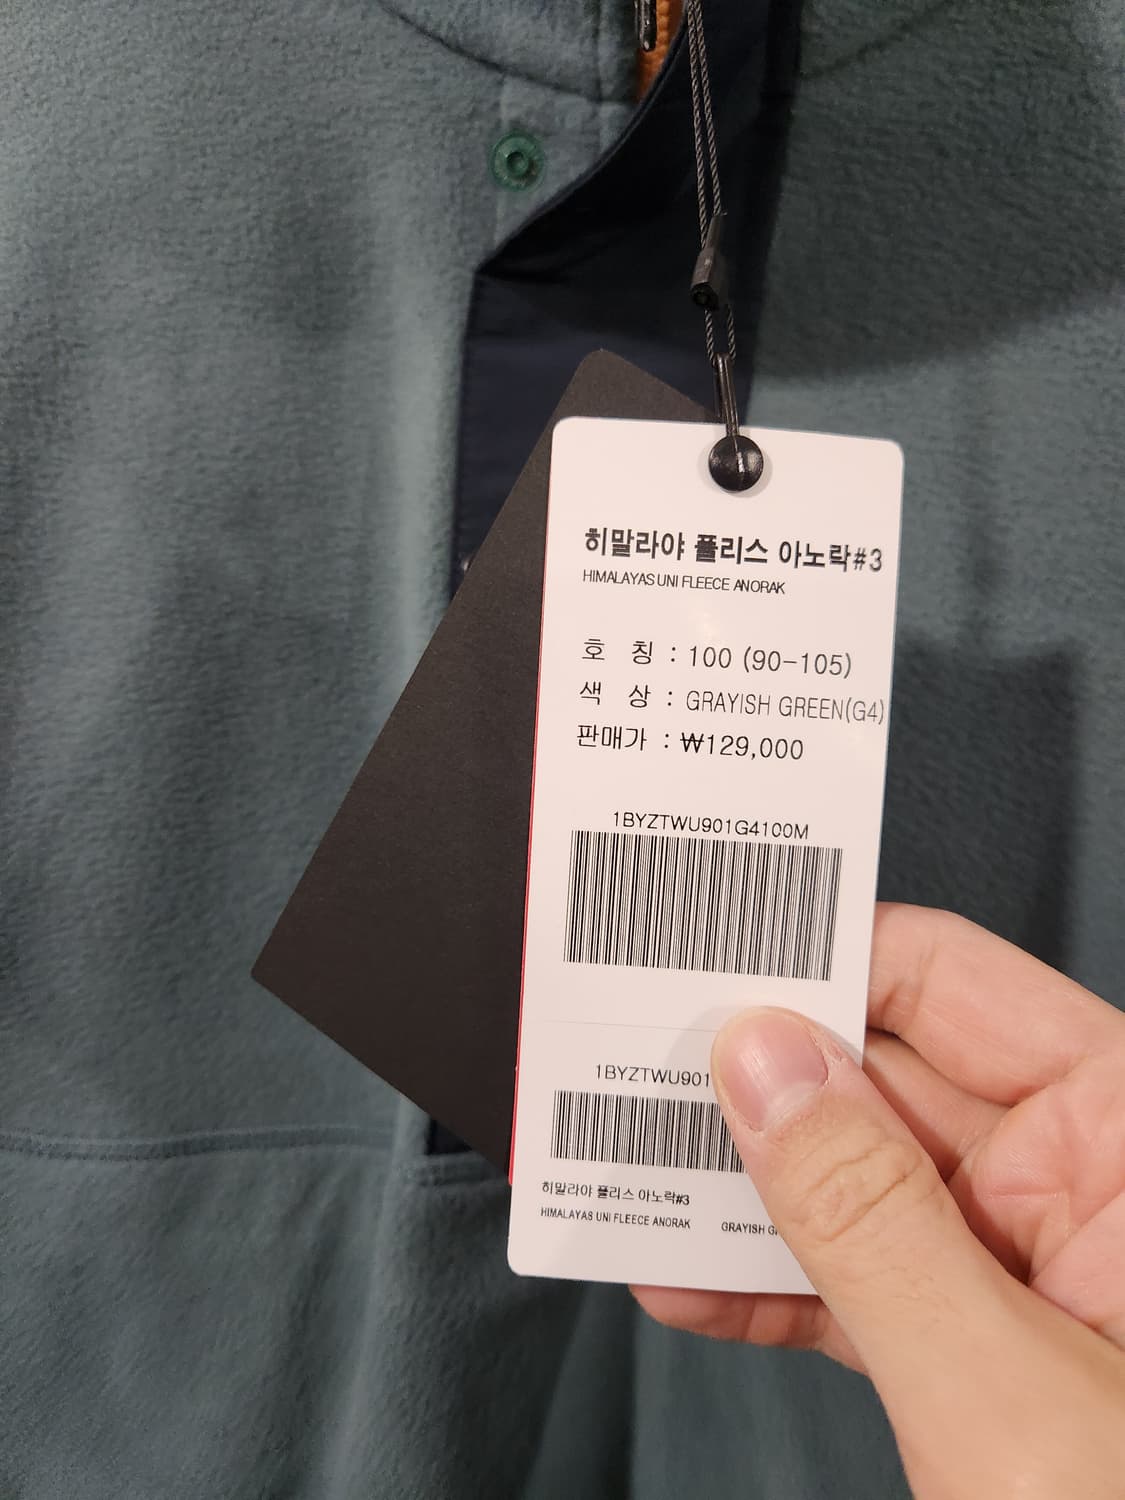 히말라야 플리스 아노락#3
HIMALAYAS UNI FLEECE ANORAK
호 칭 : 100 (90-105)
색 상 : GRAYISH GREEN(G4)
판매가 : ₩129,000
1BYZTWU901G4100M
1BYZTWU901
히말라야 플리스 아노락#3
HIMALAYAS UNI FLEECE ANORAK GRAYISH